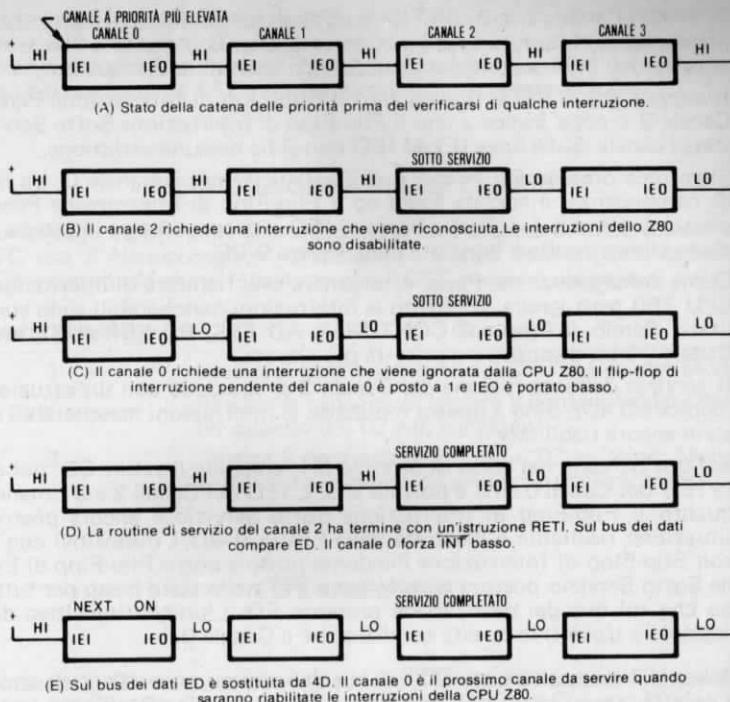 CANALE A PRIORITÀ PIÙ ELEVATA
CANALE 0 CANALE 1 CANALE 2 CANALE 3
HI IEI IEO HI IEI IEO HI IEI IEO LO IEI IEO HI
(A) Stato della catena delle priorità prima del verificarsi di qualche interruzione.
SOTTO SERVIZIO
HI IEI IEO HI IEI IEO HI IEI IEO LO IEI IEO LO
(B) Il canale 2 richiede una interruzione che viene riconosciuta.Le interruzioni dello Z80
sono disabilitate.
SOTTO SERVIZIO
HI IEI IEO LO IEI IEO LO IEI IEO LO IEI IEO LO
(C) Il canale 0 richiede una interruzione che viene ignorata dalla CPU Z80. Il flip-flop di
interruzione pendente del canale 0 è posto a 1 e IEO è portato basso.
SERVIZIO COMPLETATO
HI IEI IEO HI IEI IEO HI IEI IEO LO IEI IEO LO
(D) La routine di servizio del canale 2 ha termine con un'istruzione RETI. Sul bus dei dati
compare ED. Il canale 0 forza INT basso.
NEXT ON SERVIZIO COMPLETATO
HI IEI IEO LO IEI IEO LO IEI IEO LO IEI IEO LO
(E) Sul bus dei dati ED è sostituita da 4D. Il canale 0 è il prossimo canale da servire quando
saranno riabilitate le interruzioni della CPU Z80.